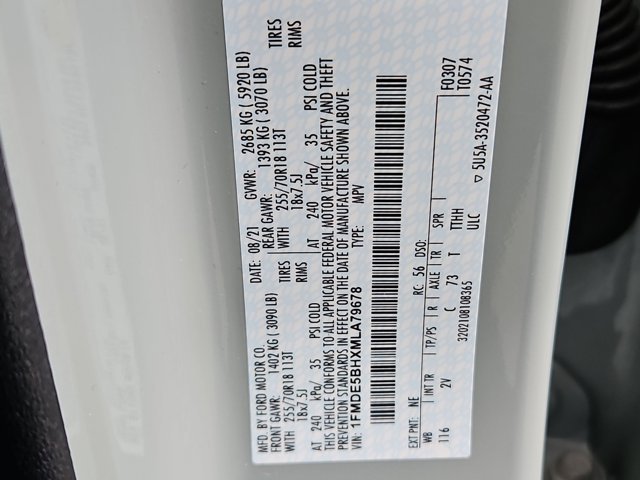 MFD. BY FORD MOTOR CO. DATE: 08/21 GVWR: 2685 KG ( 5920 LB)
FRONT GAWR: 1402 KG ( 3090 LB) REAR GAWR: 1393 KG ( 3070 LB)
WITH 255/70R18 113T TIRES WITH 255/70R18 113T TIRES
18x7.5J RIMS 18x7.5J RIMS
AT 240 kPa/ 35 PSI COLD AT 240 kPa/ 35 PSI COLD
THIS VEHICLE CONFORMS TO ALL APPLICABLE FEDERAL MOTOR VEHICLE SAFETY AND THEFT
PREVENTION STANDARDS IN EFFECT ON THE DATE OF MANUFACTURE SHOWN ABOVE.
VIN: 1FMDE5BHXMLA79678 TYPE: MPV
EXT PNT: NE RC: 56 DSO: F0307
T0574
WB INT TR TP/PS R AXLE TR SPR
116 2V C 73 T TTHH
ULC
3202108108365
▽ 5U5A-3520472-AA